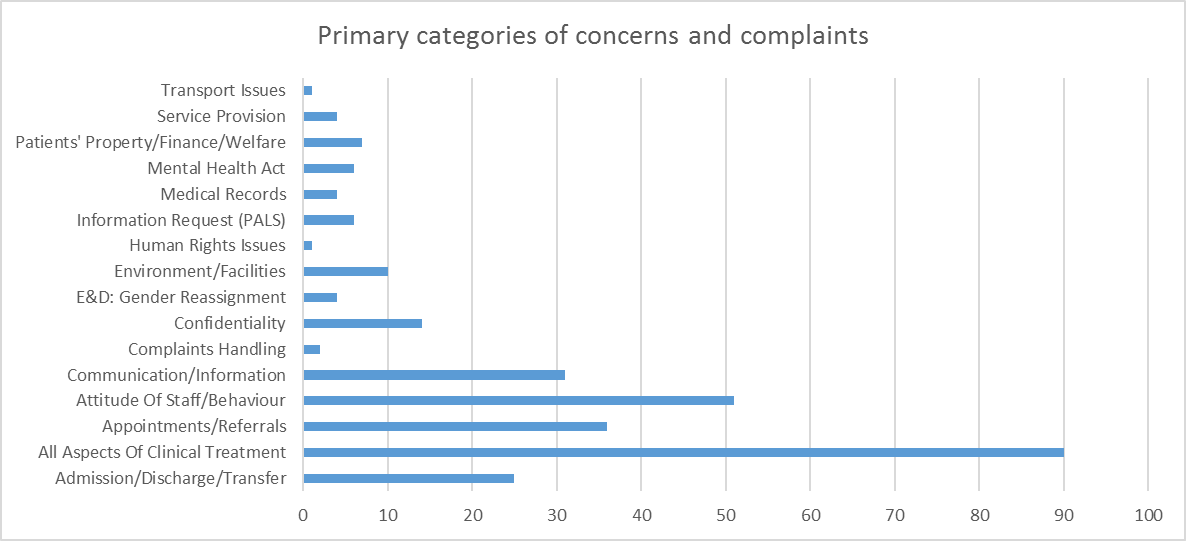 Primary categories of concerns and complaints
Transport Issues
Service Provision
Patients' Property/Finance/Welfare
Mental Health Act
Medical Records
Information Request (PALS)
Human Rights Issues
Environment/Facilities
E&D: Gender Reassignment
Confidentiality
Complaints Handling
Communication/Information
Attitude Of Staff/Behaviour
Appointments/Referrals
All Aspects Of Clinical Treatment
Admission/Discharge/Transfer
0 10 20 30 40 50 60 70 80 90 100